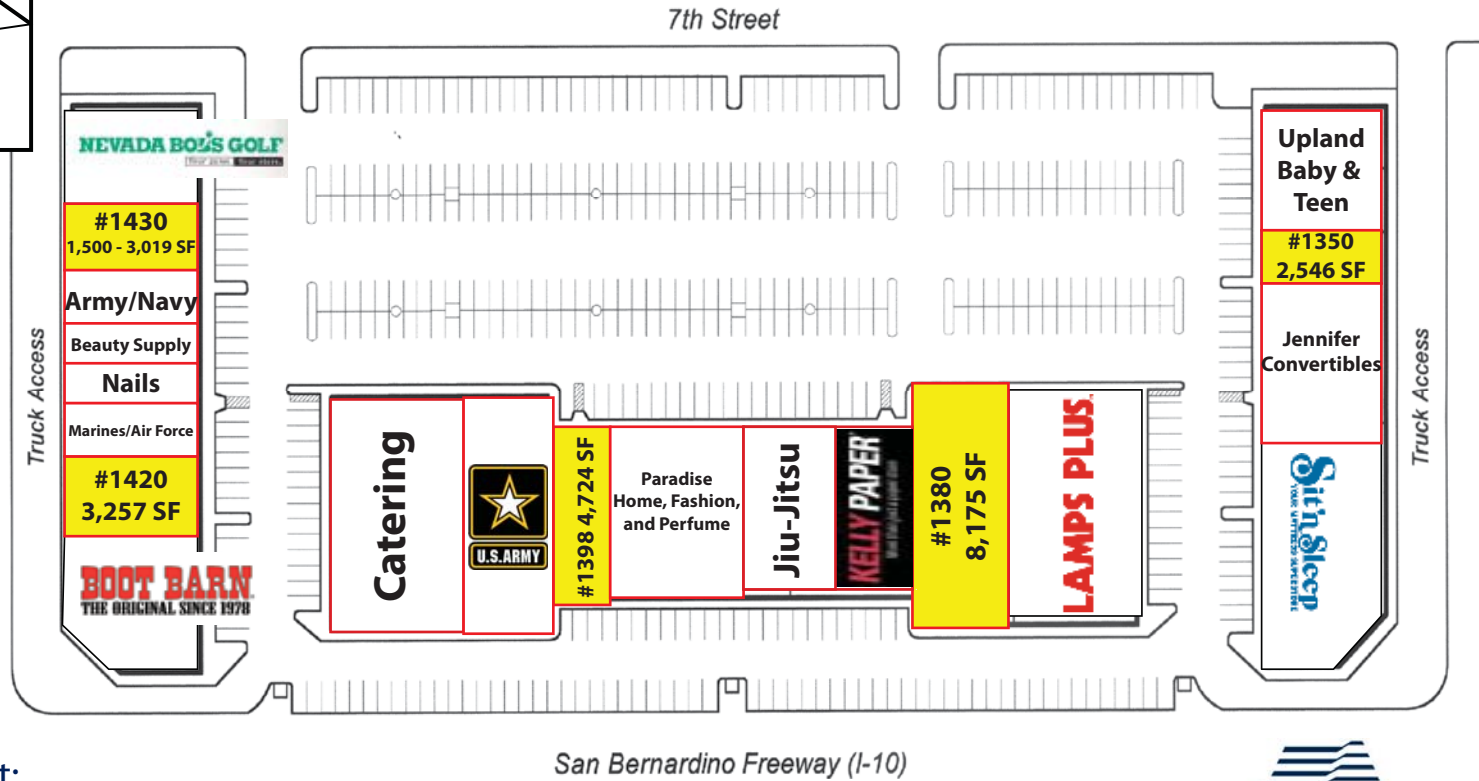 7th Street
NEVADA BOB'S GOLF
#1430
1,500 - 3,019 SF
Army/Navy
Beauty Supply
Nails
Marines/Air Force
#1420
3,257 SF
BOOT BARN
THE ORIGINAL SINCE 1978
Truck Access
Catering
U.S.ARMY
#1398 4,724 SF
Paradise
Home, Fashion,
and Perfume
Jiu-Jitsu
KELLY PAPER
#1380
8,175 SF
LAMPS PLUS
Upland
Baby &
Teen
#1350
2,546 SF
Jennifer
Convertibles
Sit'n Sleep
YOUR MATTRESS SUPERSTORE
Truck Access
San Bernardino Freeway (I-10)